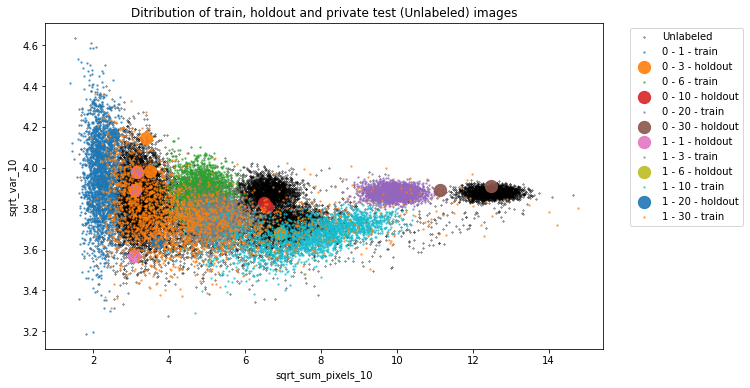 Ditribution of train, holdout and private test (Unlabeled) images
sqrt_var_10
4.6
4.4
4.2
4.0
3.8
3.6
3.4
3.2
2
4
6
8
10
12
14
sqrt_sum_pixels_10
Unlabeled
0 - 1 - train
0 - 3 - holdout
0 - 6 - train
0 - 10 - holdout
0 - 20 - train
0 - 30 - holdout
1 - 1 - holdout
1 - 3 - train
1 - 6 - holdout
1 - 10 - train
1 - 20 - holdout
1 - 30 - train